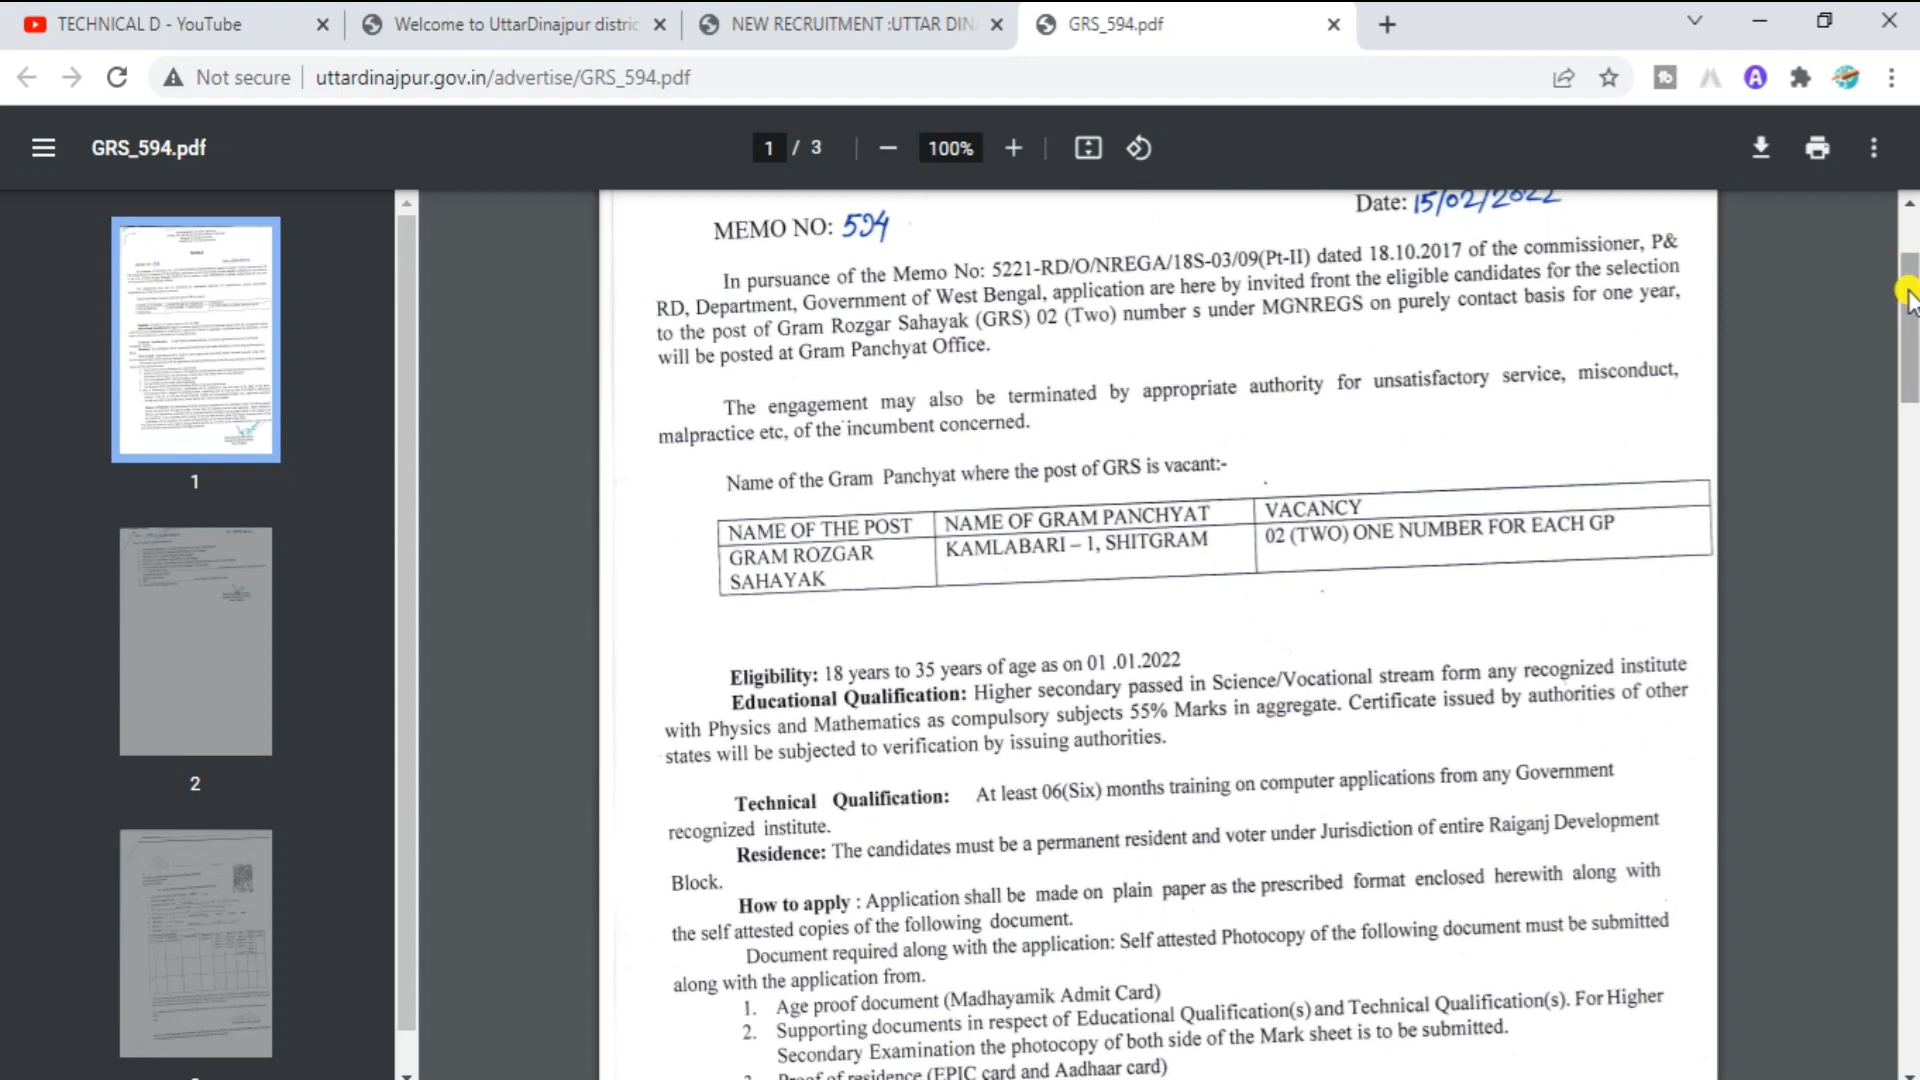 TECHNICAL D - YouTube
Welcome to UttarDinajpur distric
NEW RECRUITMENT :UTTAR DINA
GRS_594.pdf
Not secure
uttardinajpur.gov.in/advertise/GRS_594.pdf
GRS_594.pdf
1 / 3
100%
Date: 15/02/2022
MEMO NO: 594
In pursuance of the Memo No: 5221-RD/O/NREGA/18S-03/09(Pt-II) dated 18.10.2017 of the commissioner, P&
RD, Department, Government of West Bengal, application are here by invited front the eligible candidates for the selection
to the post of Gram Rozgar Sahayak (GRS) 02 (Two) number s under MGNREGS on purely contact basis for one year,
will be posted at Gram Panchyat Office.
The engagement may also be terminated by appropriate authority for unsatisfactory service, misconduct,
malpractice etc, of the incumbent concerned.
Name of the Gram Panchyat where the post of GRS is vacant:-
NAME OF THE POST NAME OF GRAM PANCHYAT VACANCY
GRAM ROZGAR KAMLABARI – 1, SHITGRAM 02 (TWO) ONE NUMBER FOR EACH GP
SAHAYAK
Eligibility: 18 years to 35 years of age as on 01 .01.2022
Educational Qualification: Higher secondary passed in Science/Vocational stream form any recognized institute
with Physics and Mathematics as compulsory subjects 55% Marks in aggregate. Certificate issued by authorities of other
states will be subjected to verification by issuing authorities.
Technical Qualification: At least 06(Six) months training on computer applications from any Government
recognized institute.
Residence: The candidates must be a permanent resident and voter under Jurisdiction of entire Raiganj Development
Block.
How to apply : Application shall be made on plain paper as the prescribed format enclosed herewith along with
the self attested copies of the following document.
Document required along with the application: Self attested Photocopy of the following document must be submitted
along with the application from.
1. Age proof document (Madhayamik Admit Card)
2. Supporting documents in respect of Educational Qualification(s) and Technical Qualification(s). For Higher
Secondary Examination the photocopy of both side of the Mark sheet is to be submitted.
3. Proof of residence (EPIC card and Aadhaar card)
1
2